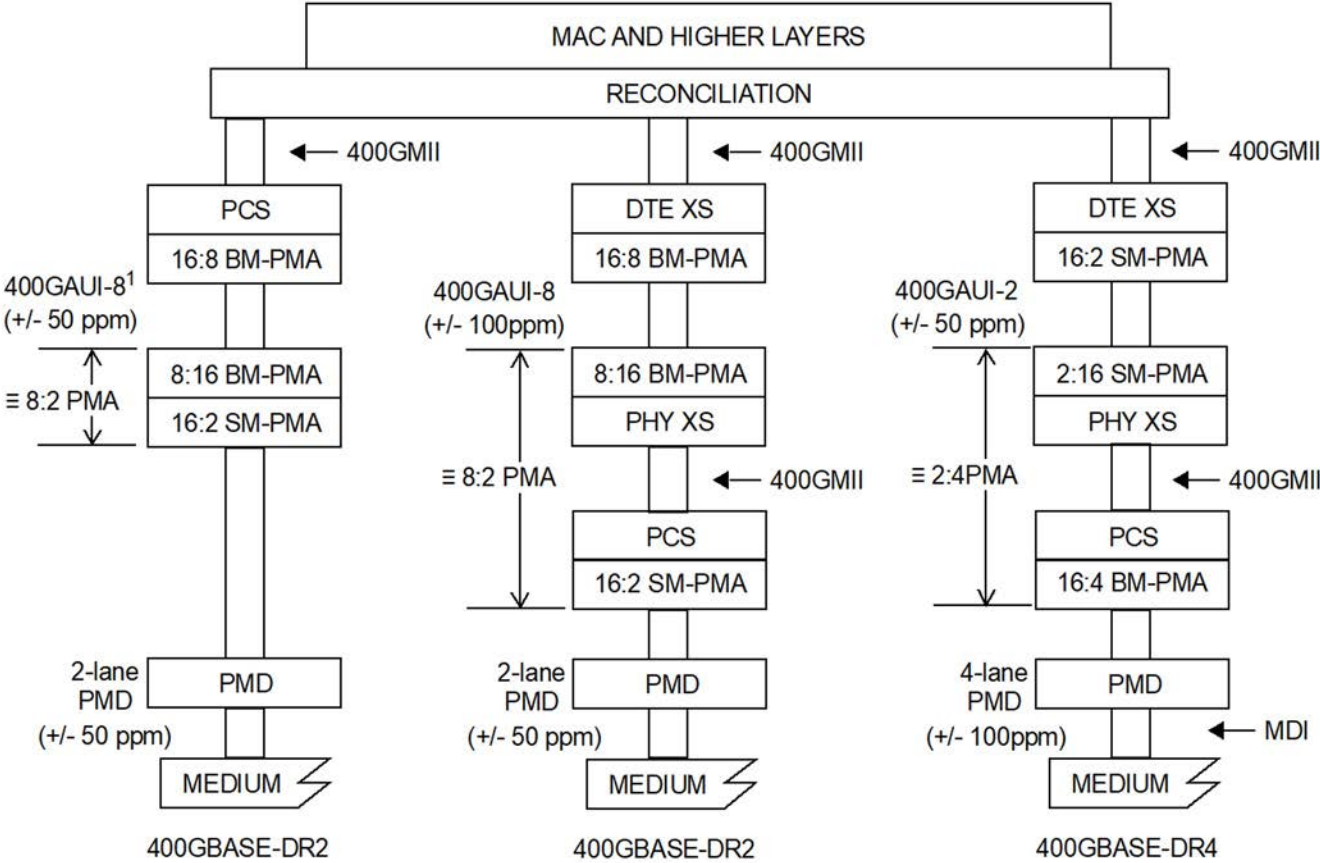 MAC AND HIGHER LAYERS
RECONCILIATION
400GMII
400GMII
400GMII
PCS
16:8 BM-PMA
400GAUI-8¹
(+/- 50 ppm)
8:16 BM-PMA
16:2 SM-PMA
≡ 8:2 PMA
2-lane
PMD
(+/- 50 ppm)
PMD
MEDIUM
400GBASE-DR2
DTE XS
16:8 BM-PMA
400GAUI-8
(+/- 100ppm)
8:16 BM-PMA
PHY XS
≡ 8:2 PMA
400GMII
PCS
16:2 SM-PMA
2-lane
PMD
(+/- 50 ppm)
PMD
MEDIUM
400GBASE-DR2
DTE XS
16:2 SM-PMA
400GAUI-2
(+/- 50 ppm)
2:16 SM-PMA
PHY XS
≡ 2:4PMA
400GMII
PCS
16:4 BM-PMA
4-lane
PMD
(+/- 100ppm)
PMD
MDI
MEDIUM
400GBASE-DR4